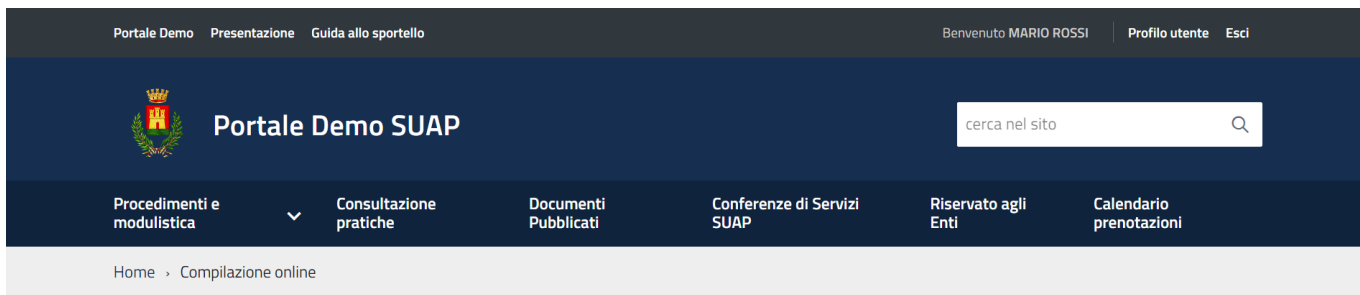 Portale Demo Presentazione Guida allo sportello Benvenuto MARIO ROSSI Profilo utente Esci
Portale Demo SUAP cerca nel sito
Procedimenti e modulistica
Consultazione pratiche
Documenti Pubblicati
Conferenze di Servizi SUAP
Riservato agli Enti
Calendario prenotazioni
Home › Compilazione online